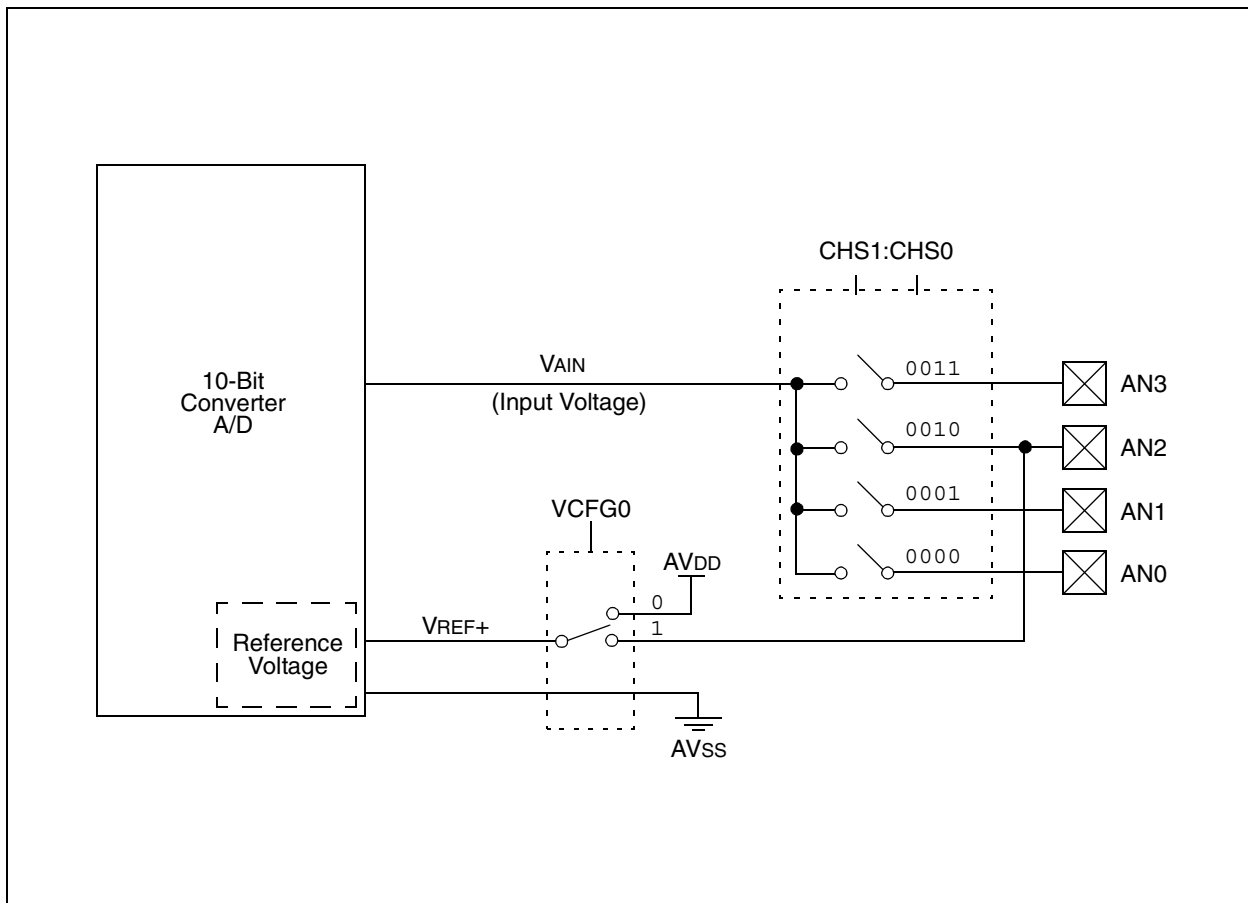 CHS1:CHS0
VAIN
(Input Voltage)
10-Bit
Converter
A/D
0011
AN3
0010
AN2
0001
AN1
0000
AN0
VCFG0
AVDD
0
1
VREF+
Reference
Voltage
AVSS